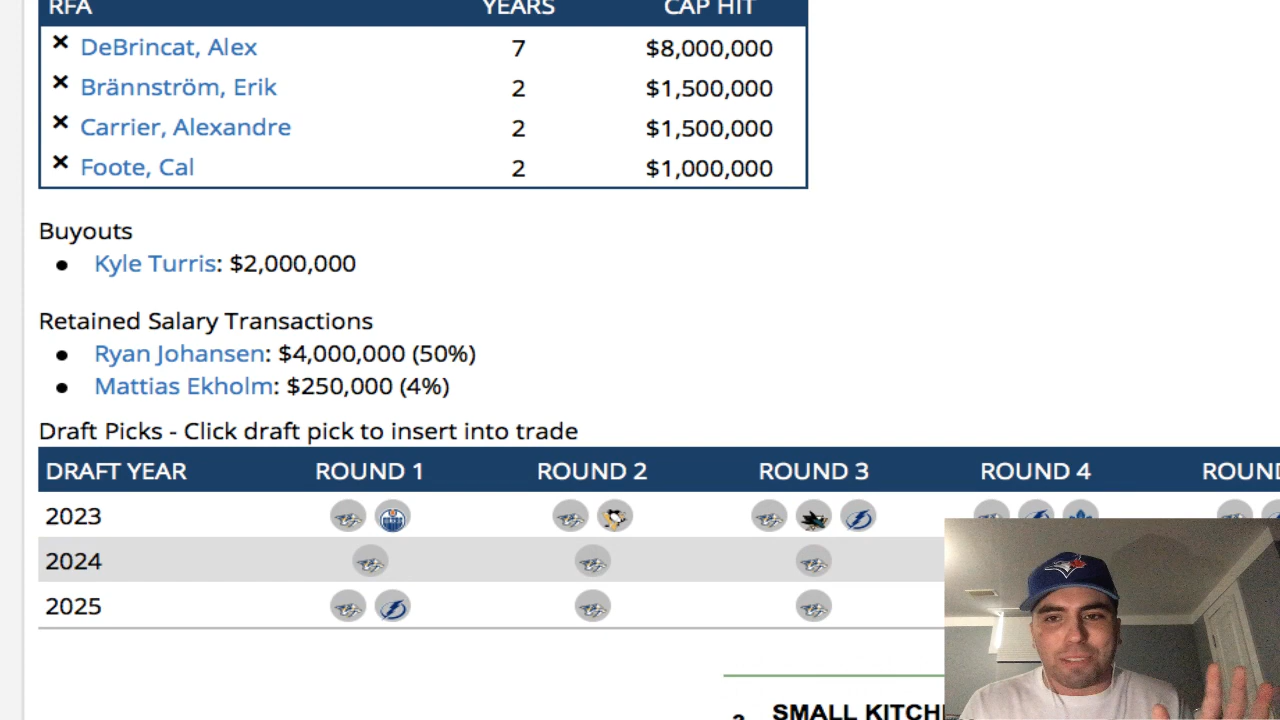 RFA YEARS CAP HIT
× DeBrincat, Alex 7 $8,000,000
× Brännström, Erik 2 $1,500,000
× Carrier, Alexandre 2 $1,500,000
× Foote, Cal 2 $1,000,000
Buyouts
● Kyle Turris: $2,000,000
Retained Salary Transactions
● Ryan Johansen: $4,000,000 (50%)
● Mattias Ekholm: $250,000 (4%)
Draft Picks - Click draft pick to insert into trade
DRAFT YEAR ROUND 1 ROUND 2 ROUND 3 ROUND 4 ROUND
2023
2024
2025
SMALL KITCH